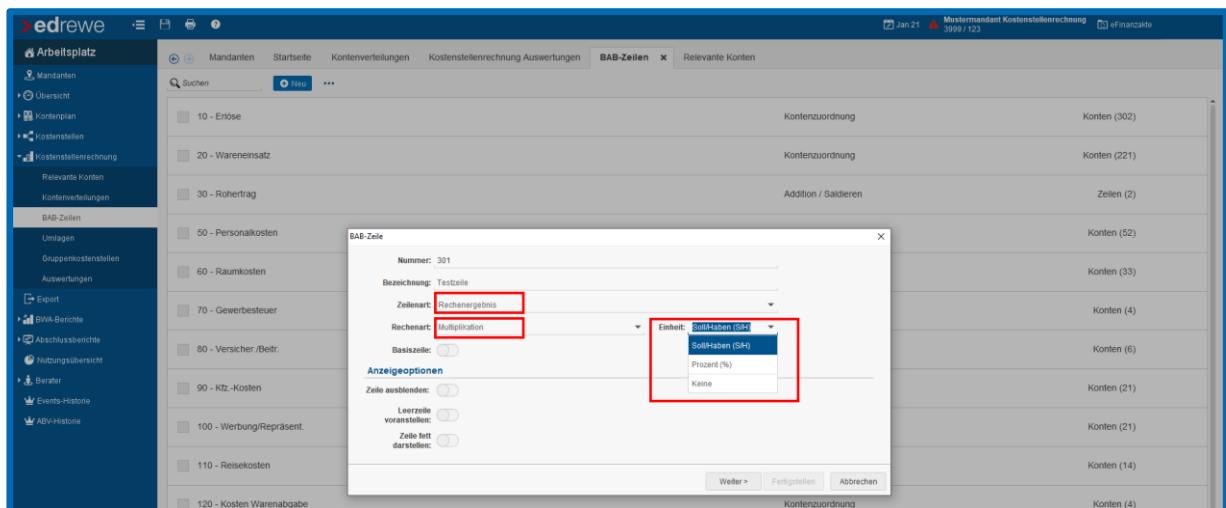 edrewe
Jan 21
Mustermandant Kostenstellenrechnung
3999 / 123
eFinanzakte
Arbeitsplatz
Mandanten
Übersicht
Kontenplan
Kostenstellen
Kostenstellenrechnung
Relevante Konten
Kontenverteilungen
BAB-Zeilen
Umlagen
Gruppenkostenstellen
Auswertungen
Export
BWA-Berichte
Abschlussberichte
Nutzungsübersicht
Berater
Events-Historie
ABV-Historie
Mandanten Startseite Kontenverteilungen Kostenstellenrechnung Auswertungen BAB-Zeilen x Relevante Konten
Suchen Neu ...
10 - Erlöse Kontenzuordnung Konten (302)
20 - Wareneinsatz Kontenzuordnung Konten (221)
30 - Rohertrag Addition / Saldieren Zeilen (2)
50 - Personalkosten Konten (52)
60 - Raumkosten Konten (33)
70 - Gewerbesteuer Konten (4)
80 - Versicher./Beitr. Konten (6)
90 - Kfz.-Kosten Konten (21)
100 - Werbung/Repräsent. Konten (21)
110 - Reisekosten Konten (14)
120 - Kosten Warenabgabe Kontenzuordnung Konten (4)
BAB-Zeile
Nummer: 301
Bezeichnung: Testzeile
Zeilenart: Rechenergebnis
Rechenart: Multiplikation Einheit: Soll/Haben (S/H)
Soll/Haben (S/H)
Prozent (%)
Keine
Basiszeile:
Anzeigeoptionen
Zeile ausblenden:
Leerzeile
voranstellen:
Zeile fett
darstellen:
Weiter > Fertigstellen Abbrechen